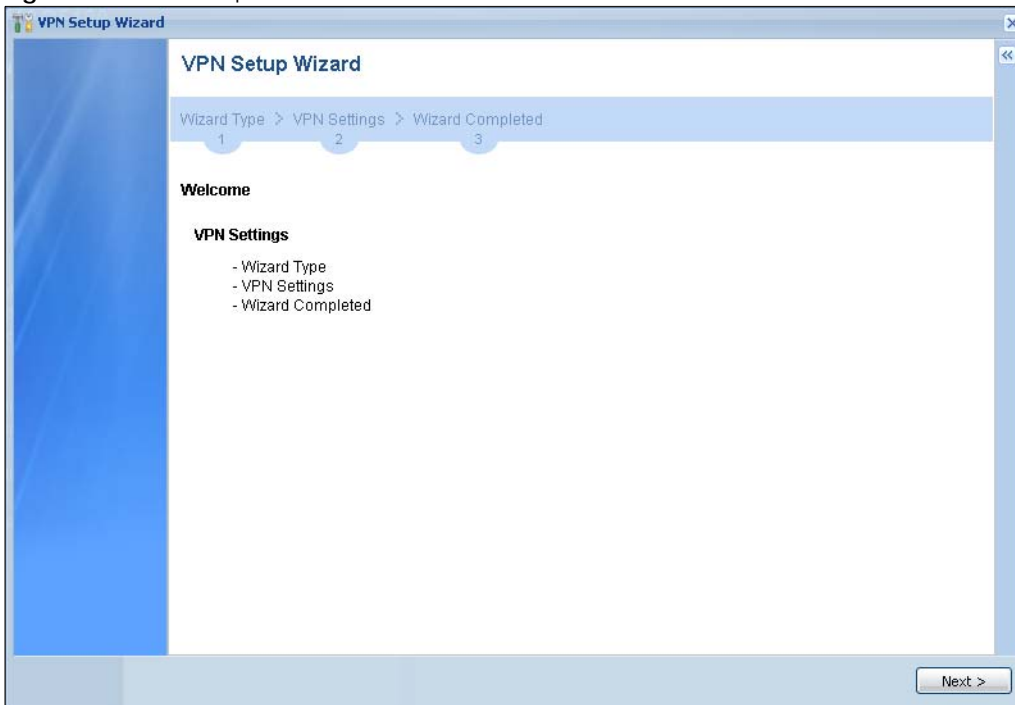 VPN Setup Wizard
VPN Setup Wizard
Wizard Type > VPN Settings > Wizard Completed
1 2 3
Welcome
VPN Settings
- Wizard Type
- VPN Settings
- Wizard Completed
Next >